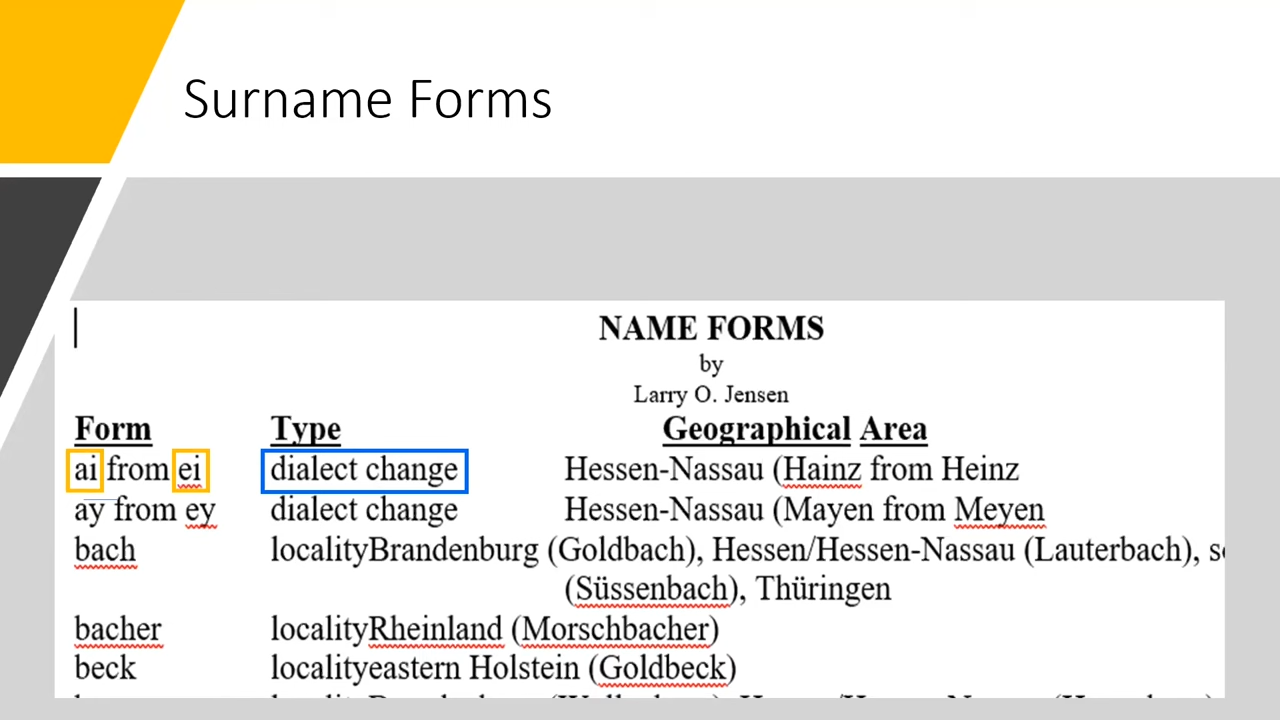 Surname Forms
NAME FORMS
by
Larry O. Jensen
Form Type Geographical Area
ai from ei dialect change Hessen-Nassau (Hainz from Heinz
ay from ey dialect change Hessen-Nassau (Mayen from Meyen
bach localityBrandenburg (Goldbach), Hessen/Hessen-Nassau (Lauterbach),
(Süssenbach), Thüringen
bacher localityRheinland (Morschbacher)
beck localityeastern Holstein (Goldbeck)